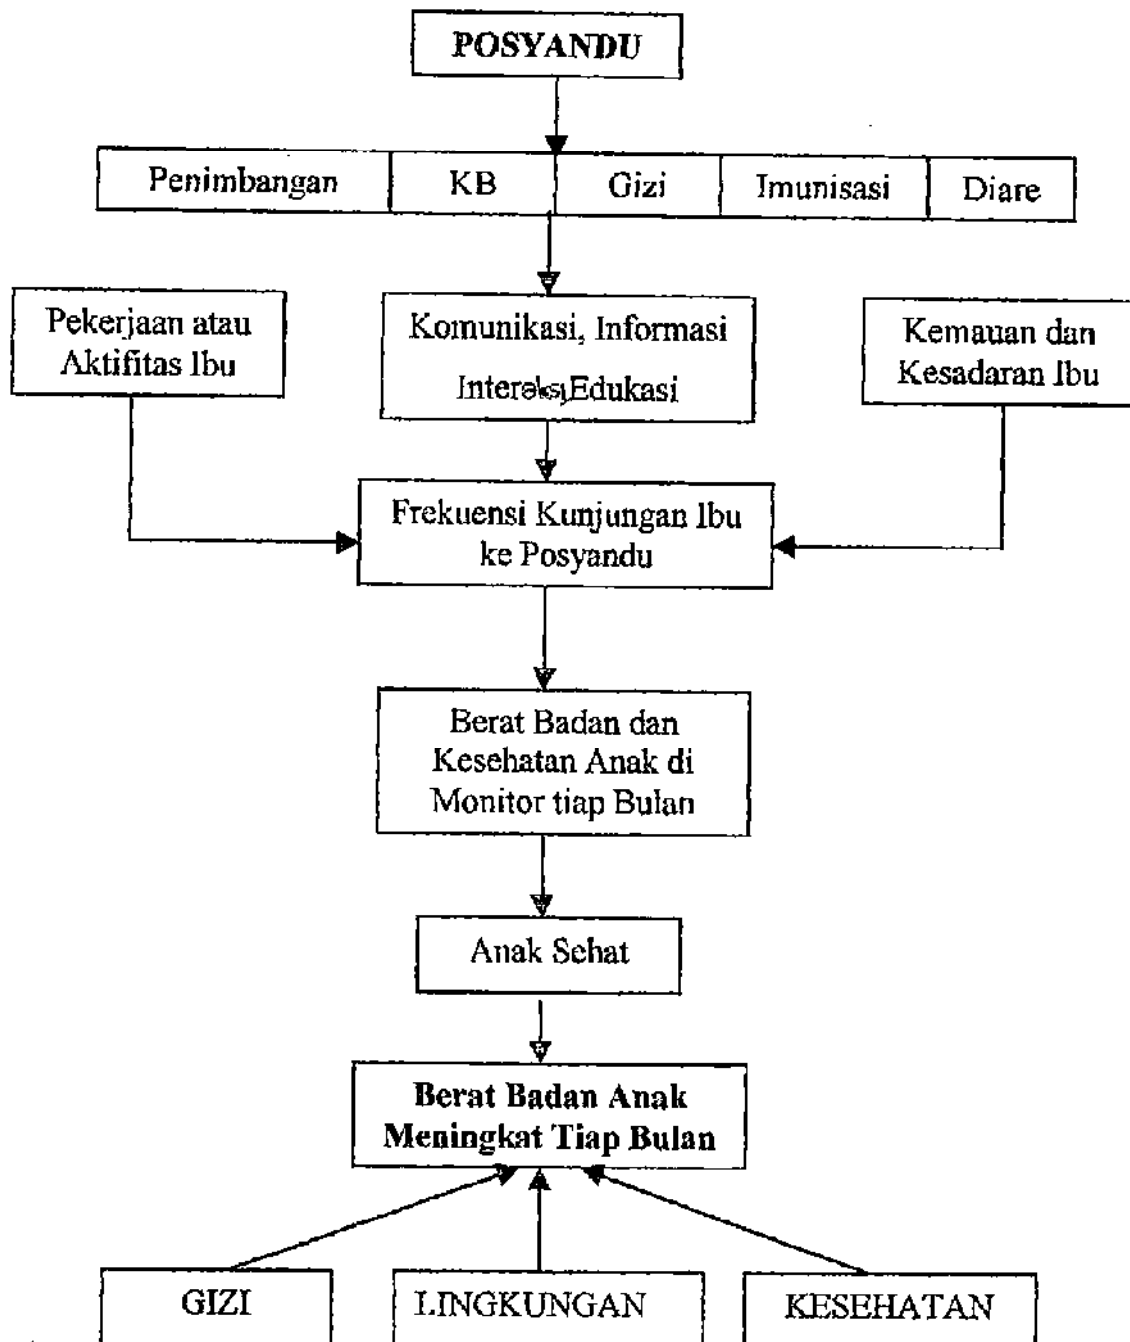 POSYANDU
Penimbangan KB Gizi Imunisasi Diare
Pekerjaan atau
Aktifitas Ibu
Komunikasi, Informasi
Interaksi, Edukasi
Kemauan dan
Kesadaran Ibu
Frekuensi Kunjungan Ibu
ke Posyandu
Berat Badan dan
Kesehatan Anak di
Monitor tiap Bulan
Anak Sehat
Berat Badan Anak
Meningkat Tiap Bulan
GIZI
LINGKUNGAN
KESEHATAN